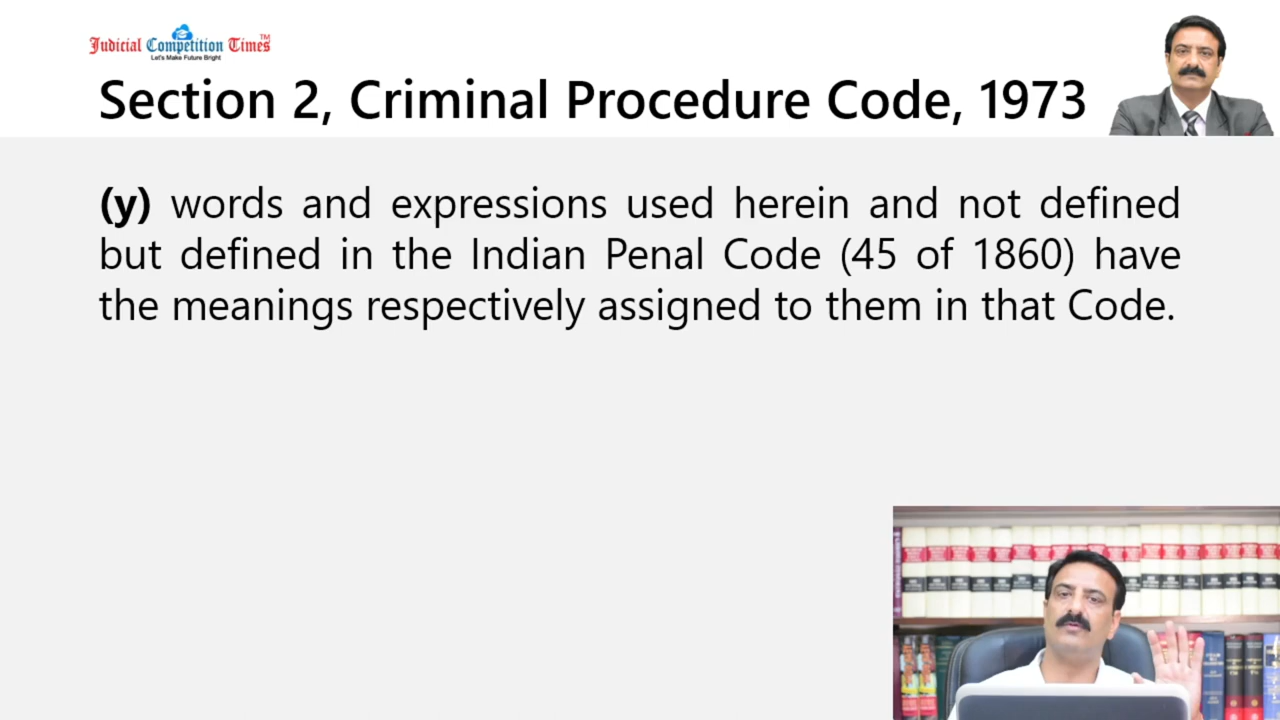 Judicial Competition Times TM
Let's Make Future Bright
Section 2, Criminal Procedure Code, 1973
(y) words and expressions used herein and not defined
but defined in the Indian Penal Code (45 of 1860) have
the meanings respectively assigned to them in that Code.